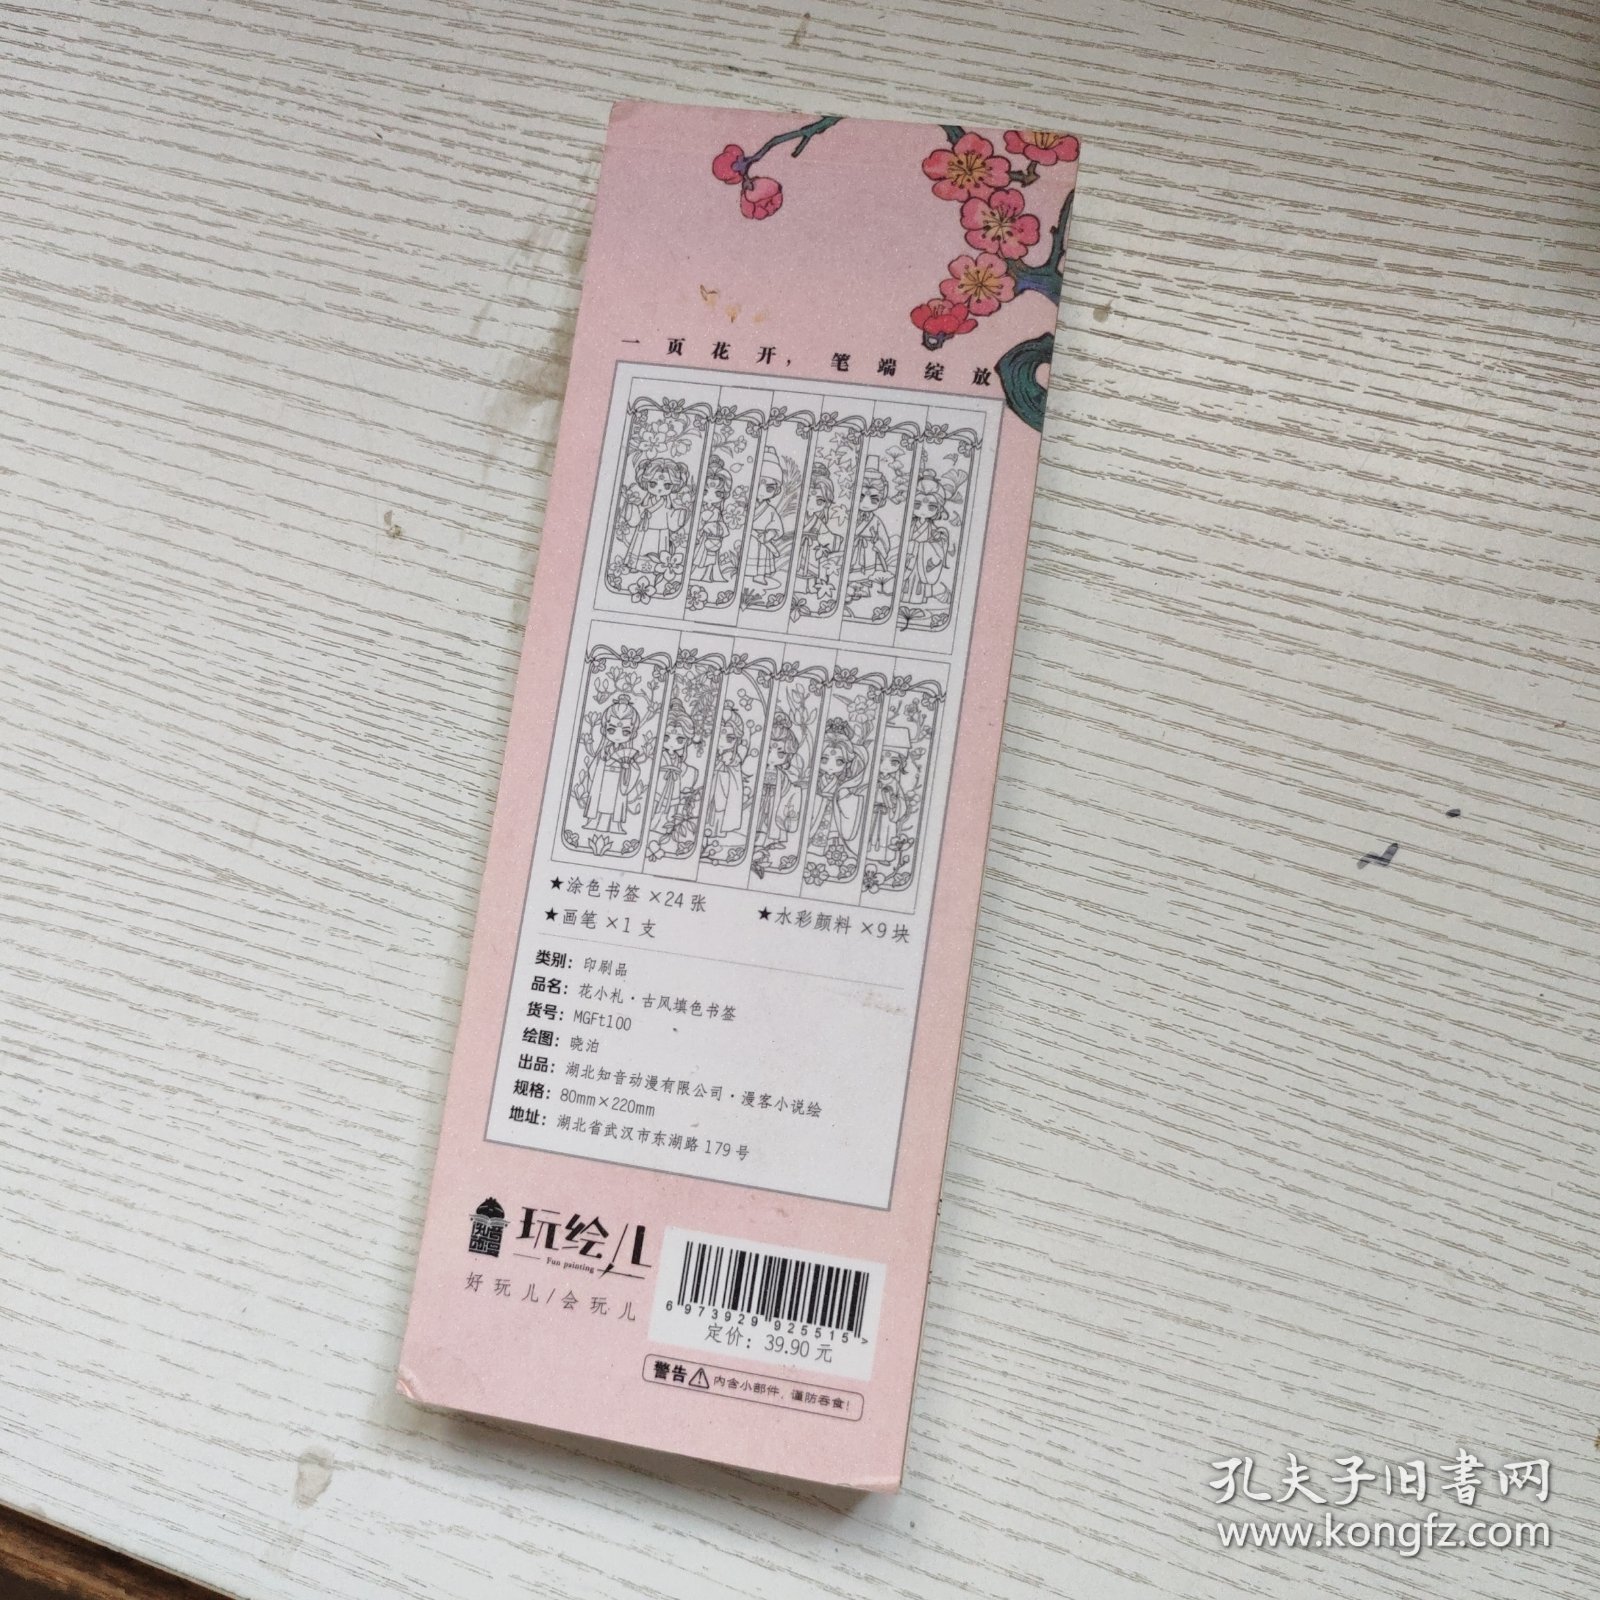 一页花开，笔端绽放
★涂色书签 ×24 张
★画笔 ×1 支
★水彩颜料 ×9 块
类别：印刷品
品名：花小札·古风填色书签
货号：MGFt100
绘图：晓泊
出品：湖北知音动漫有限公司·漫客小说绘
规格：80mm×220mm
地址：湖北省武汉市东湖路 179 号
玩绘儿
Fun painting
好玩儿/会玩儿
6 973929 925515 >
定价：39.90 元
警告 内含小部件，谨防吞食！
孔夫子旧书网
www.kongfz.com